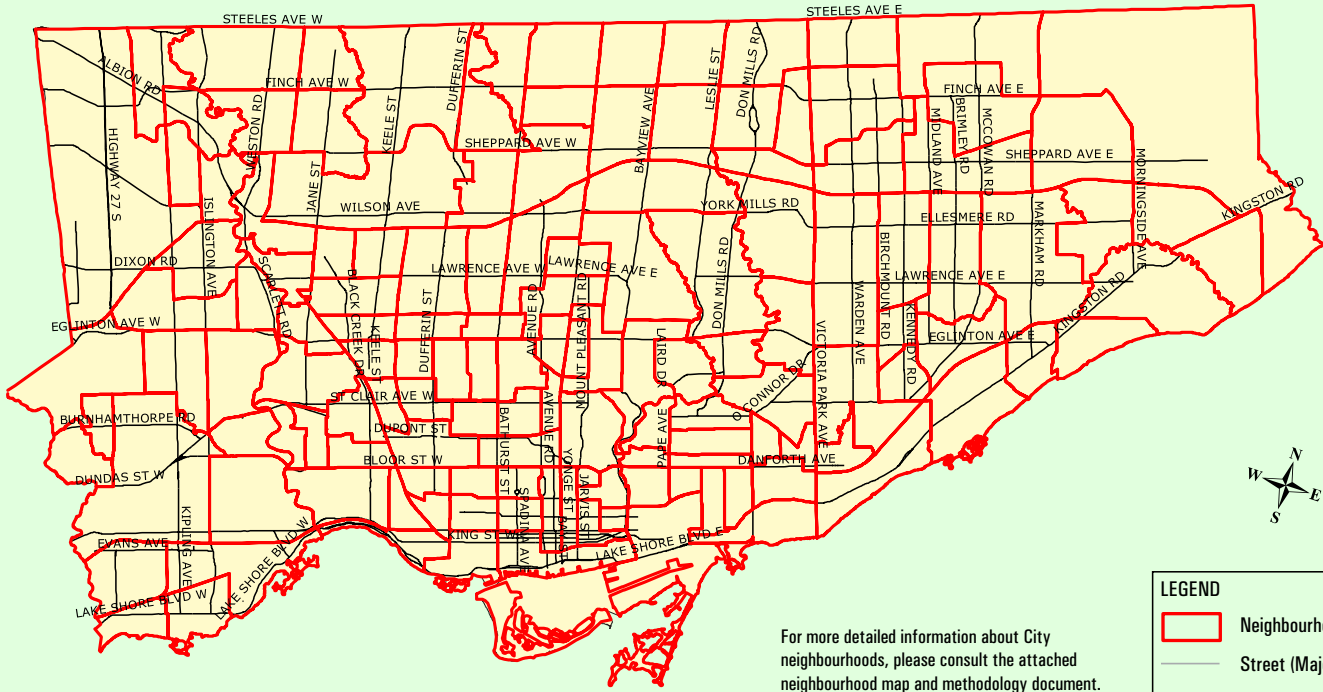 STEELES AVE W
STEELES AVE E
ALBION RD
FINCH AVE W
WESTON RD
KEELE ST
DUFFERIN ST
BAYVIEW AVE
LESLIE ST
DON MILLS RD
FINCH AVE E
HIGHWAY 27 S
JANE ST
SHEPPARD AVE W
MIDLAND AVE
BRIMLEY RD
MCCOWAN RD
SHEPPARD AVE E
MORNINGSIDE AVE
KINGSTON RD
ISLINGTON AVE
WILSON AVE
YORK MILLS RD
ELLESMERE RD
MARKHAM RD
DIXON RD
SCARLETT RD
BLACK CREEK DR
LAWRENCE AVE W
LAWRENCE AVE E
DON MILLS RD
BIRCHMOUNT RD
WARDEN AVE
LAWRENCE AVE E
KINGSTON RD
EGLINTON AVE W
KEELE ST
DUFFERIN ST
AVENUE RD
MOUNT PLEASANT RD
LAIRD DR
VICTORIA PARK AVE
KENNEDY RD
EGLINTON AVE E
ST CLAIR AVE W
O CONNOR DR
BURNHAMTHORPE RD
DUPONT ST
BATHURST ST
AVENUE RD
PAPE AVE
BLOOR ST W
DANFORTH AVE
DUNDAS ST W
YONGE ST
JARVIS ST
SPADINA AVE
BAY ST
KIPLING AVE
KING ST W
LAKE SHORE BLVD E
EVANS AVE
LAKE SHORE BLVD W
LAKE SHORE BLVD W
N
W
E
S
For more detailed information about City
neighbourhoods, please consult the attached
neighbourhood map and methodology document.
LEGEND
Neighbourh
Street (Maj